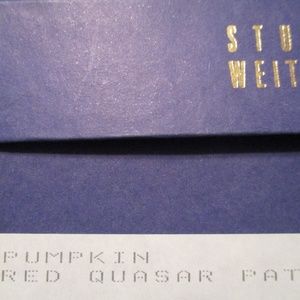 STU
WEIT
PUMPKIN
RED QUASAR PAT